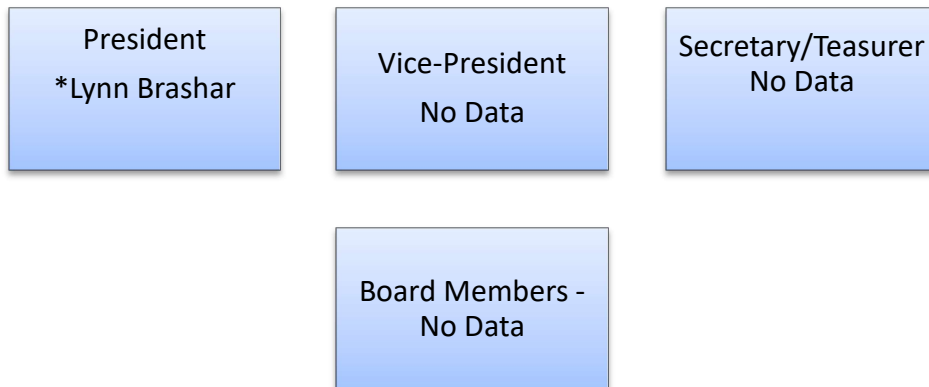 President
*Lynn Brashar
Vice-President
No Data
Secretary/Teasurer
No Data
Board Members -
No Data